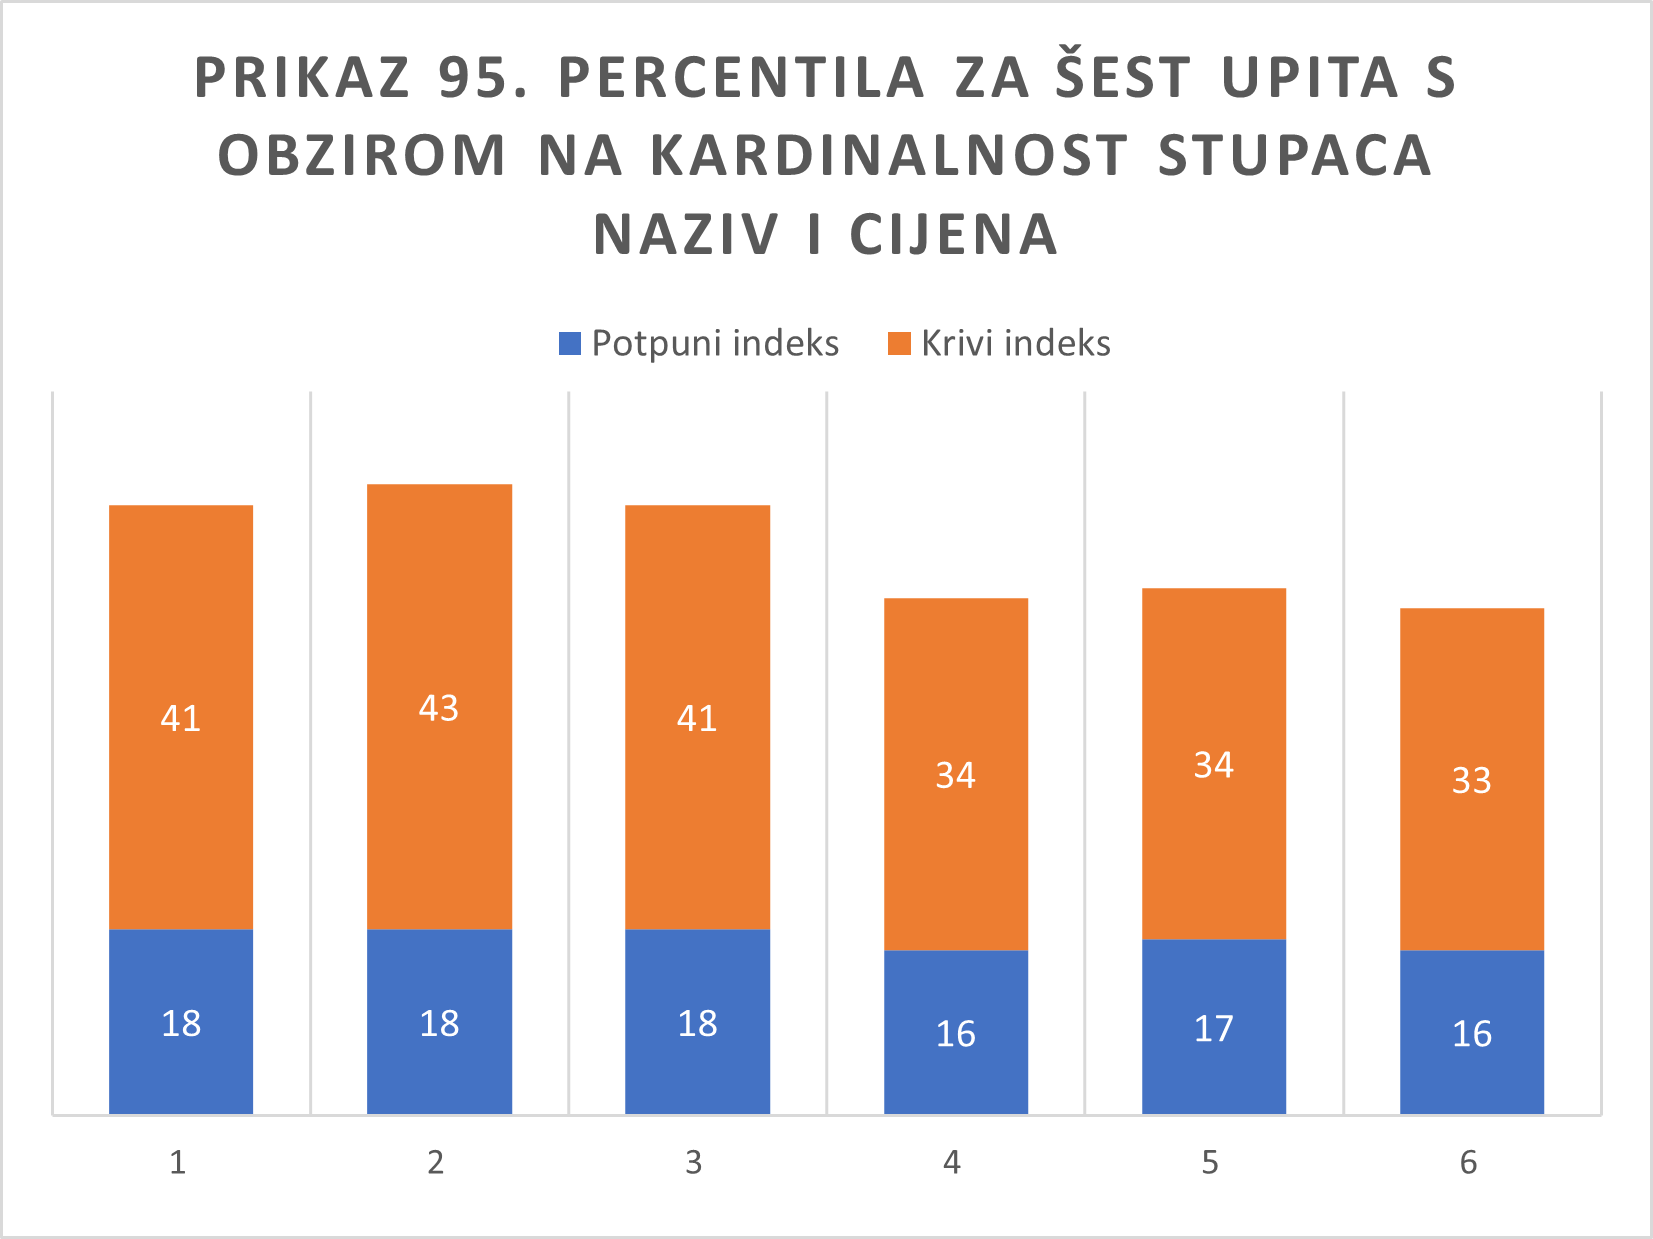 PRIKAZ 95. PERCENTILA ZA ŠEST UPITA S
OBZIROM NA KARDINALNOST STUPACA
NAZIV I CIJENA
Potpuni indeks Krivi indeks
41 43 41 34 34 33
18 18 18 16 17 16
1 2 3 4 5 6